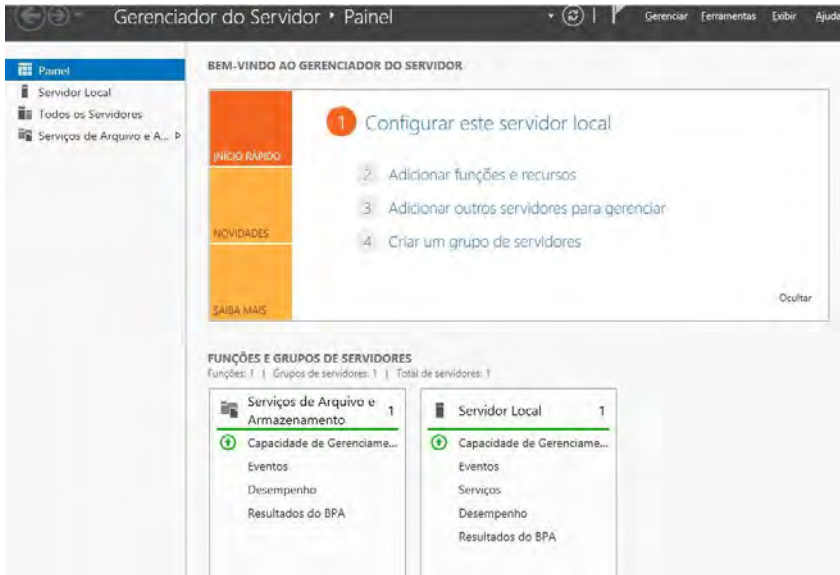 Gerenciador do Servidor ‣ Painel
Gerenciar Ferramentas Exibir Ajuda
Painel
Servidor Local
Todos os Servidores
Serviços de Arquivo e A...
BEM-VINDO AO GERENCIADOR DO SERVIDOR
INÍCIO RÁPIDO
NOVIDADES
SAIBA MAIS
1 Configurar este servidor local
2 Adicionar funções e recursos
3 Adicionar outros servidores para gerenciar
4 Criar um grupo de servidores
Ocultar
FUNÇÕES E GRUPOS DE SERVIDORES
Funções: 1 | Grupos de servidores: 1 | Total de servidores: 1
Serviços de Arquivo e
Armazenamento 1
Capacidade de Gerenciame...
Eventos
Desempenho
Resultados do BPA
Servidor Local 1
Capacidade de Gerenciame...
Eventos
Serviços
Desempenho
Resultados do BPA